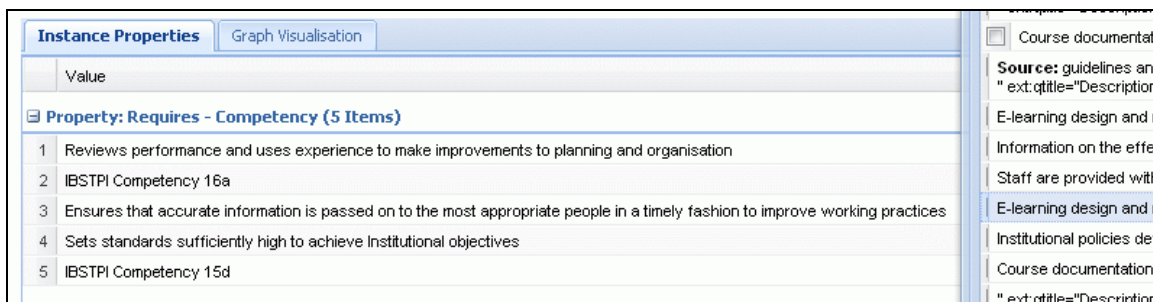 Instance Properties
Graph Visualisation
Value
Property: Requires - Competency (5 Items)
1 Reviews performance and uses experience to make improvements to planning and organisation
2 IBSTPI Competency 16a
3 Ensures that accurate information is passed on to the most appropriate people in a timely fashion to improve working practices
4 Sets standards sufficiently high to achieve Institutional objectives
5 IBSTPI Competency 15d
Course documentat
Source: guidelines an
" ext:qtitle="Description
E-learning design and
Information on the effe
Staff are provided with
E-learning design and
Institutional policies de
Course documentation
" ext:qtitle="Description